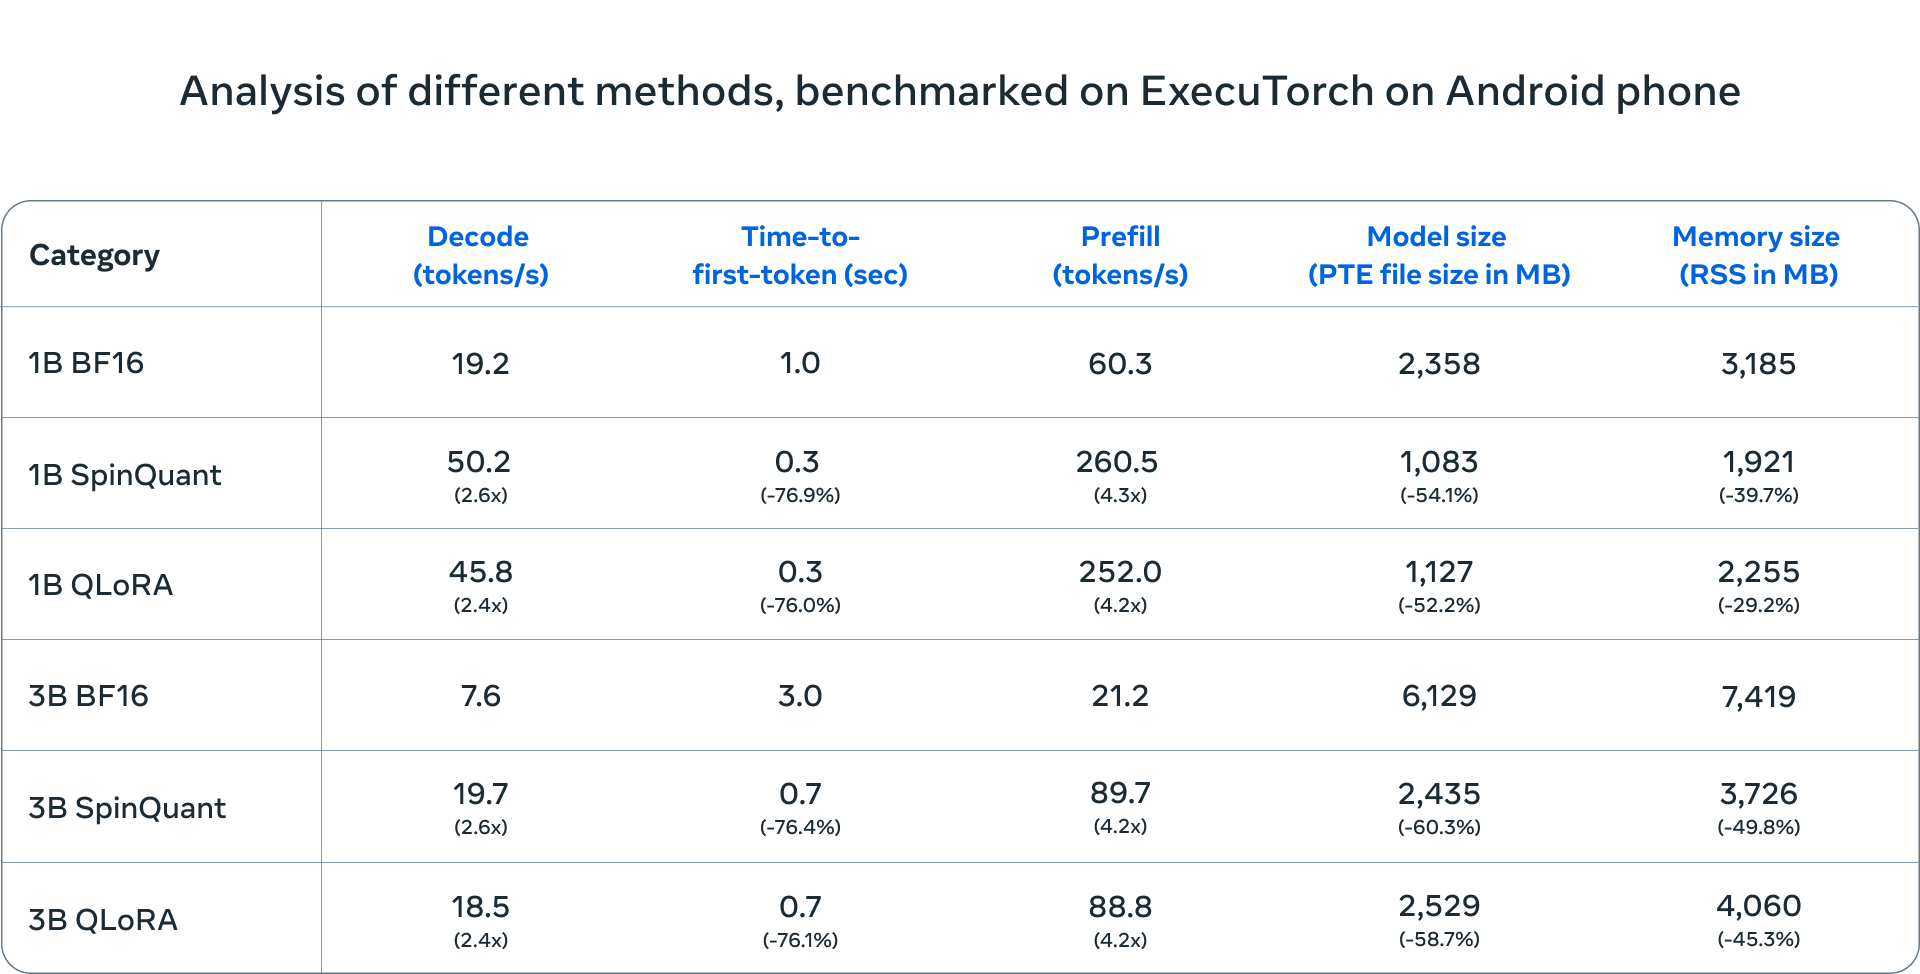 Analysis of different methods, benchmarked on ExecuTorch on Android phone
Category
Decode
(tokens/s)
Time-to-
first-token (sec)
Prefill
(tokens/s)
Model size
(PTE file size in MB)
Memory size
(RSS in MB)
1B BF16
19.2
1.0
60.3
2,358
3,185
1B SpinQuant
50.2
(2.6x)
0.3
(-76.9%)
260.5
(4.3x)
1,083
(-54.1%)
1,921
(-39.7%)
1B QLoRA
45.8
(2.4x)
0.3
(-76.0%)
252.0
(4.2x)
1,127
(-52.2%)
2,255
(-29.2%)
3B BF16
7.6
3.0
21.2
6,129
7,419
3B SpinQuant
19.7
(2.6x)
0.7
(-76.4%)
89.7
(4.2x)
2,435
(-60.3%)
3,726
(-49.8%)
3B QLoRA
18.5
(2.4x)
0.7
(-76.1%)
88.8
(4.2x)
2,529
(-58.7%)
4,060
(-45.3%)